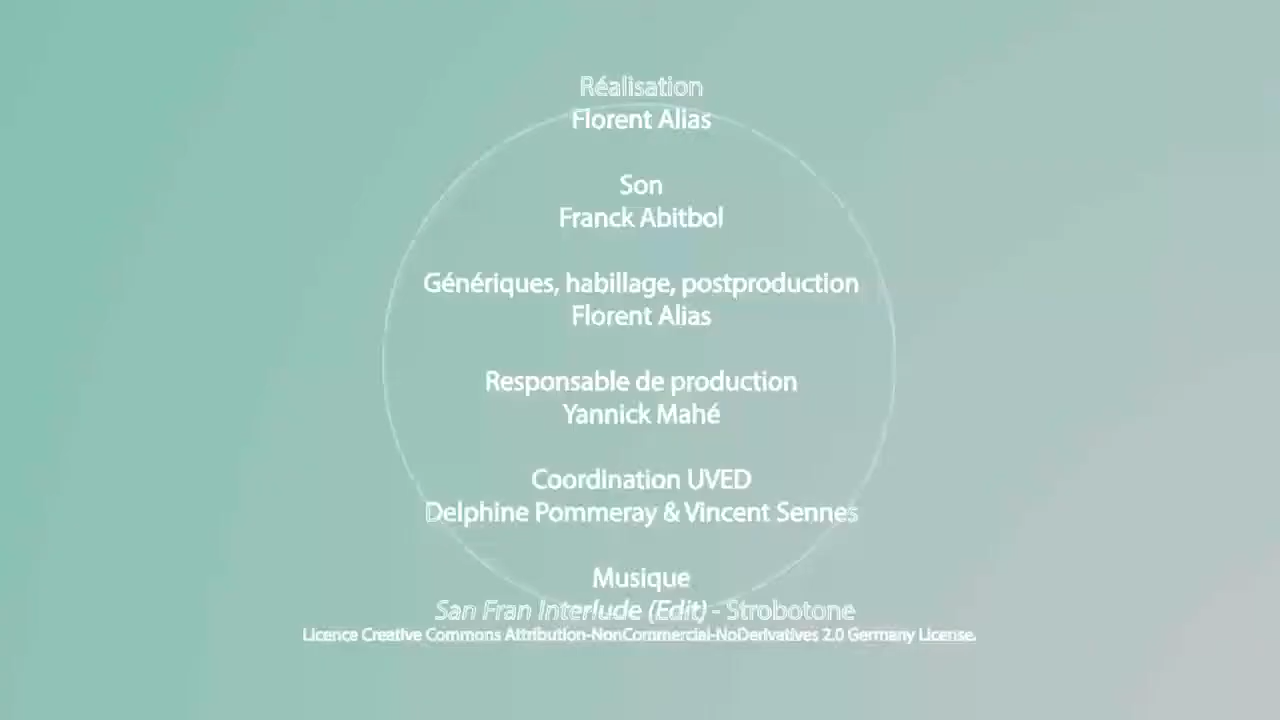 Réalisation
Florent Alias
Son
Franck Abitbol
Génériques, habillage, postproduction
Florent Alias
Responsable de production
Yannick Mahé
Coordination UVED
Delphine Pommeray & Vincent Sennes
Musique
San Fran Interlude (Edit) - Strobotone
Licence Creative Commons Attribution-NonCommercial-NoDerivatives 2.0 Germany License.